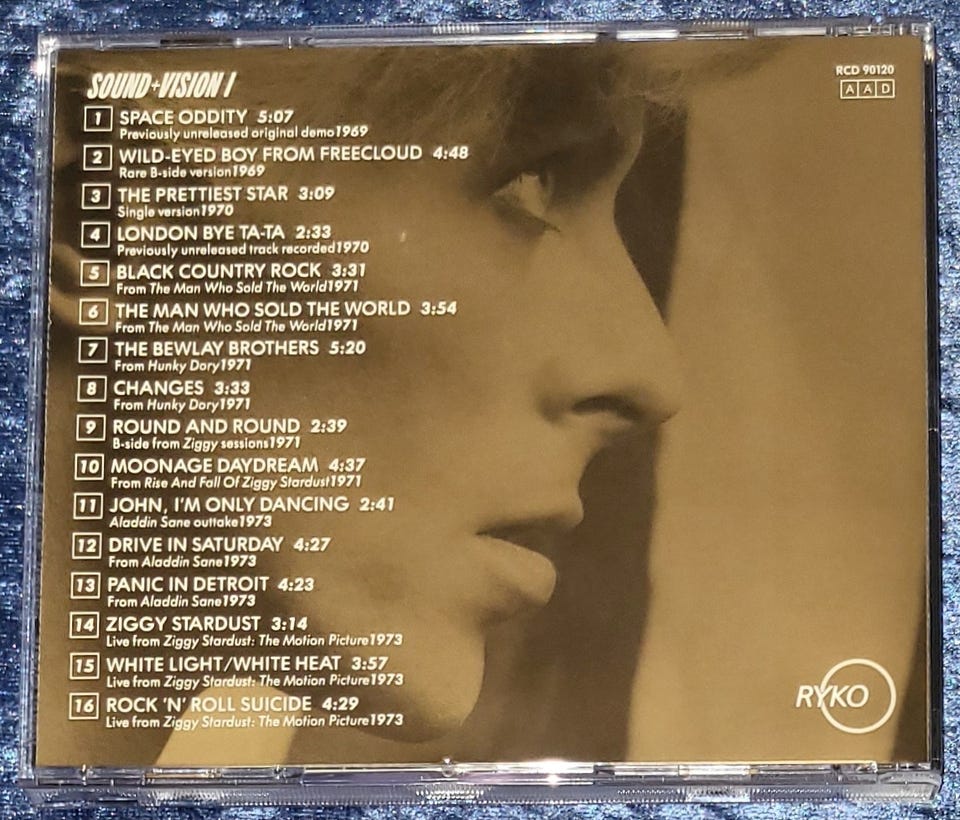 SOUND+VISION I
RCD 90120
AAD
1 SPACE ODDITY 5:07
Previously unreleased original demo1969
2 WILD-EYED BOY FROM FREECLOUD 4:48
Rare B-side version1969
3 THE PRETTIEST STAR 3:09
Single version1970
4 LONDON BYE TA-TA 2:33
Previously unreleased track recorded1970
5 BLACK COUNTRY ROCK 3:31
From The Man Who Sold The World1971
6 THE MAN WHO SOLD THE WORLD 3:54
From The Man Who Sold The World1971
7 THE BEWLAY BROTHERS 5:20
From Hunky Dory1971
8 CHANGES 3:33
From Hunky Dory1971
9 ROUND AND ROUND 2:39
B-side from Ziggy sessions1971
10 MOONAGE DAYDREAM 4:37
From Rise And Fall Of Ziggy Stardust1971
11 JOHN, I'M ONLY DANCING 2:41
Aladdin Sane outtake1973
12 DRIVE IN SATURDAY 4:27
From Aladdin Sane1973
13 PANIC IN DETROIT 4:23
From Aladdin Sane1973
14 ZIGGY STARDUST 3:14
Live from Ziggy Stardust: The Motion Picture1973
15 WHITE LIGHT/WHITE HEAT 3:57
Live from Ziggy Stardust: The Motion Picture1973
16 ROCK 'N' ROLL SUICIDE 4:29
Live from Ziggy Stardust: The Motion Picture1973
RYKO